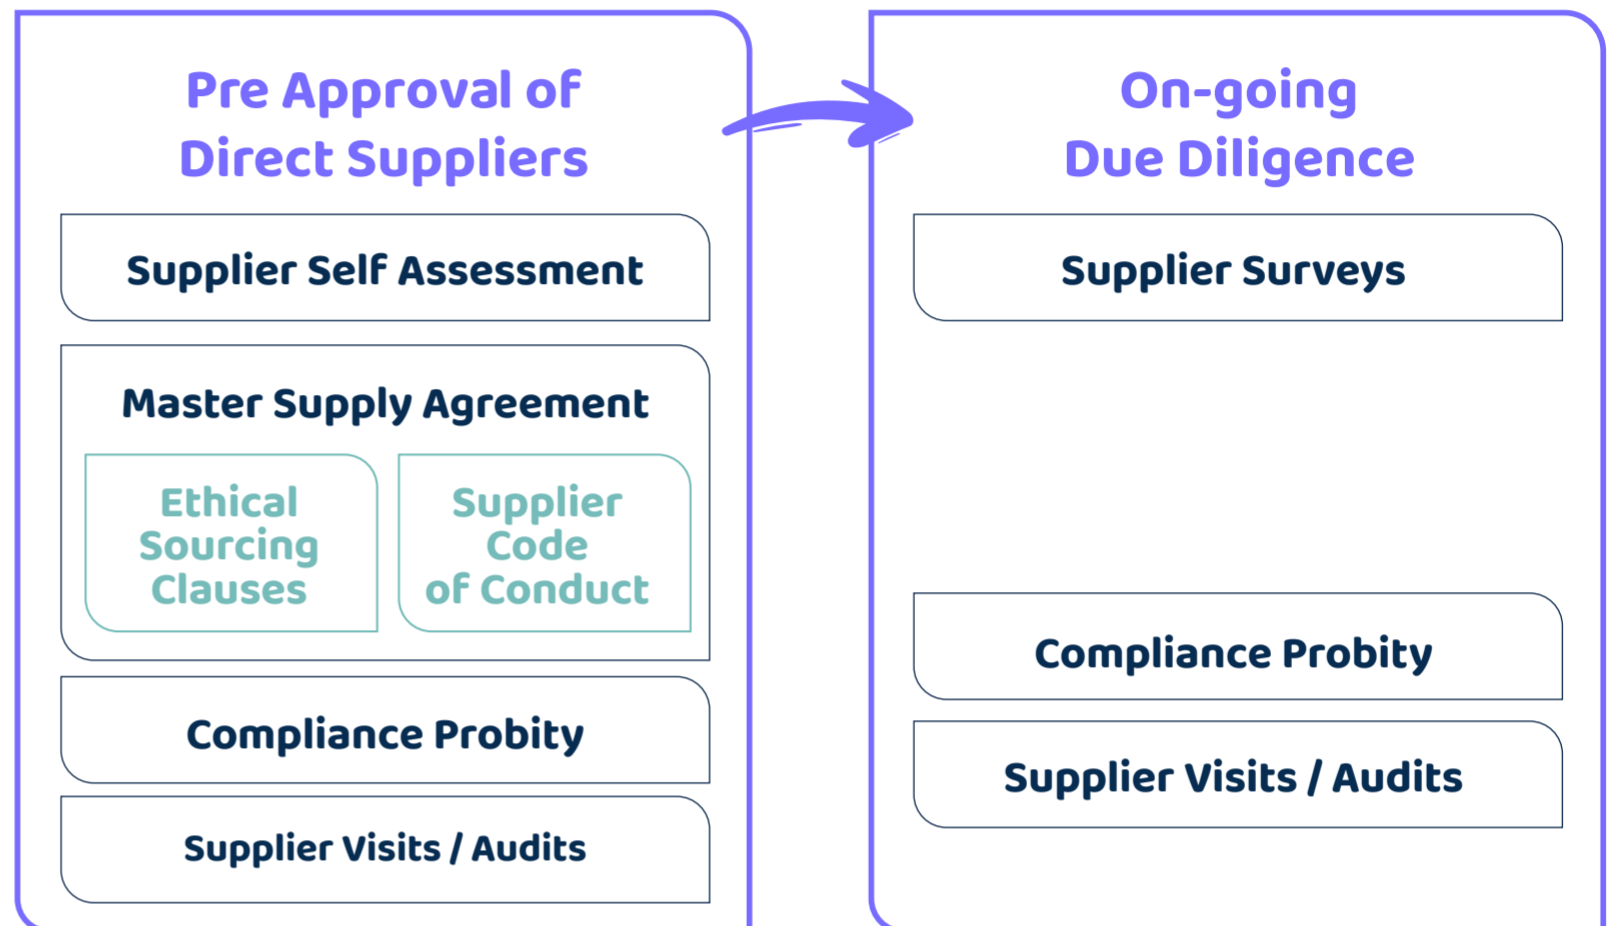 Pre Approval of
Direct Suppliers
Supplier Self Assessment
Master Supply Agreement
Ethical
Sourcing
Clauses
Supplier
Code
of Conduct
Compliance Probity
Supplier Visits / Audits
On-going
Due Diligence
Supplier Surveys
Compliance Probity
Supplier Visits / Audits